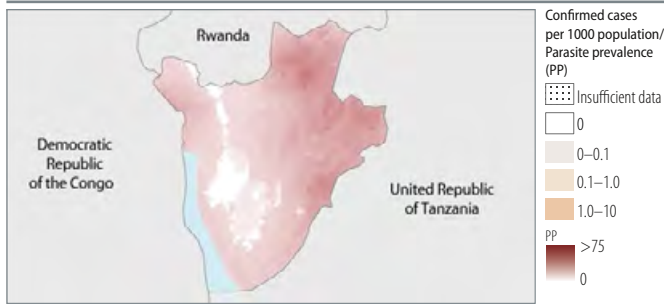 Rwanda
Democratic
Republic
of the Congo
United Republic
of Tanzania
Confirmed cases
per 1000 population/
Parasite prevalence
(PP)
Insufficient data
0
0–0.1
0.1–1.0
1.0–10
PP
>75
0